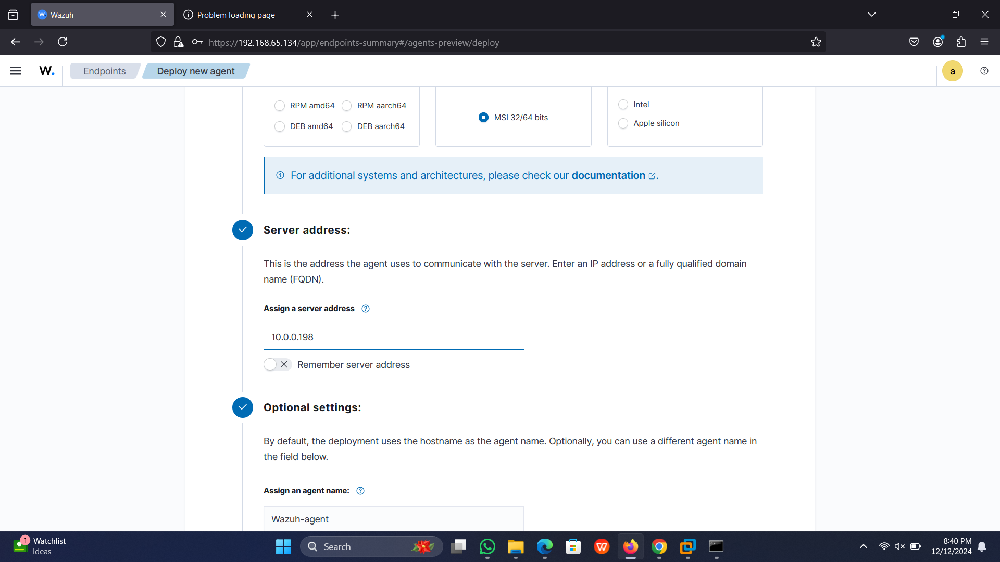 Wazuh
Problem loading page
https://192.168.65.134/app/endpoints-summary#/agents-preview/deploy
W.
Endpoints
Deploy new agent
a
RPM amd64
RPM aarch64
DEB amd64
DEB aarch64
MSI 32/64 bits
Intel
Apple silicon
For additional systems and architectures, please check our documentation.
Server address:
This is the address the agent uses to communicate with the server. Enter an IP address or a fully qualified domain
name (FQDN).
Assign a server address
10.0.0.198
Remember server address
Optional settings:
By default, the deployment uses the hostname as the agent name. Optionally, you can use a different agent name in
the field below.
Assign an agent name:
Wazuh-agent
1
Watchlist
Ideas
Search
8:40 PM
12/12/2024